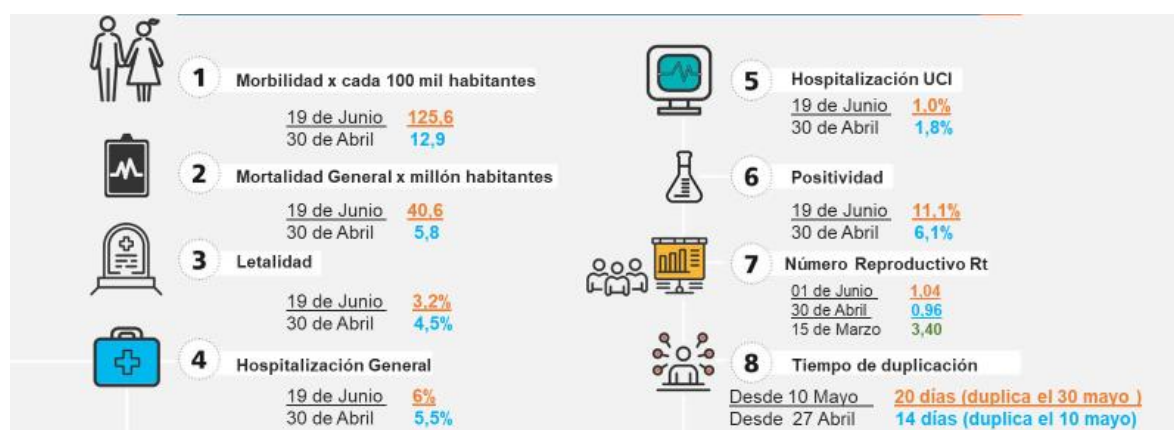 1 Morbilidad x cada 100 mil habitantes
19 de Junio 125,6
30 de Abril 12,9
2 Mortalidad General x millón habitantes
19 de Junio 40,6
30 de Abril 5,8
3 Letalidad
19 de Junio 3,2%
30 de Abril 4,5%
4 Hospitalización General
19 de Junio 6%
30 de Abril 5,5%
5 Hospitalización UCI
19 de Junio 1,0%
30 de Abril 1,8%
6 Positividad
19 de Junio 11,1%
30 de Abril 6,1%
7 Número Reproductivo Rt
01 de Junio 1,04
30 de Abril 0,96
15 de Marzo 3,40
8 Tiempo de duplicación
Desde 10 Mayo 20 días (duplica el 30 mayo )
Desde 27 Abril 14 días (duplica el 10 mayo)